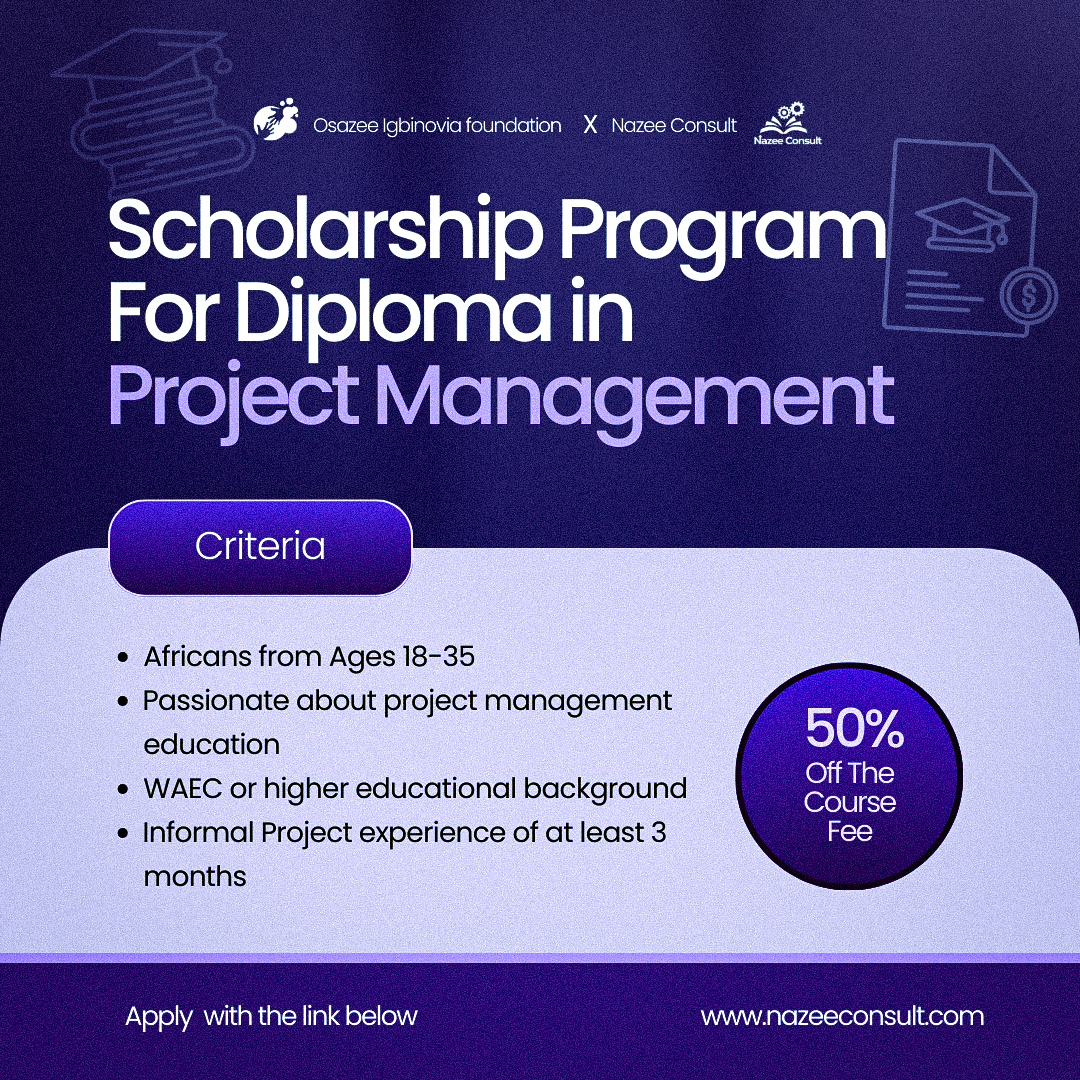 Osazee Igbinovia foundation X Nazee Consult
Nazee Consult
Scholarship Program
For Diploma in
Project Management
Criteria
• Africans from Ages 18-35
• Passionate about project management
education
• WAEC or higher educational background
• Informal Project experience of at least 3
months
50%
Off The
Course
Fee
Apply with the link below
www.nazeeconsult.com